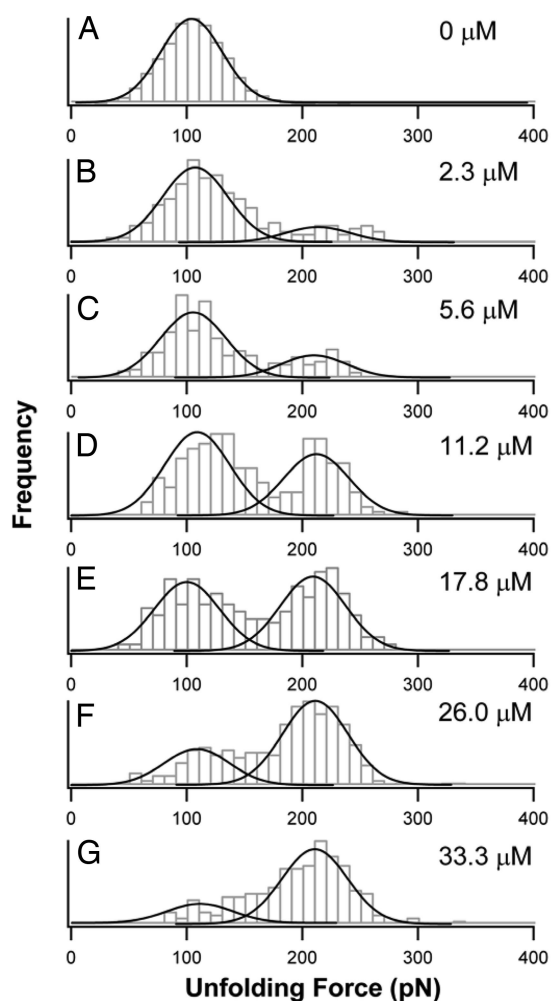 A
0 μM
0 100 200 300 400
B
2.3 μM
0 100 200 300 400
C
5.6 μM
0 100 200 300 400
D
11.2 μM
0 100 200 300 400
E
17.8 μM
0 100 200 300 400
F
26.0 μM
0 100 200 300 400
G
33.3 μM
0 100 200 300 400
Frequency
Unfolding Force (pN)